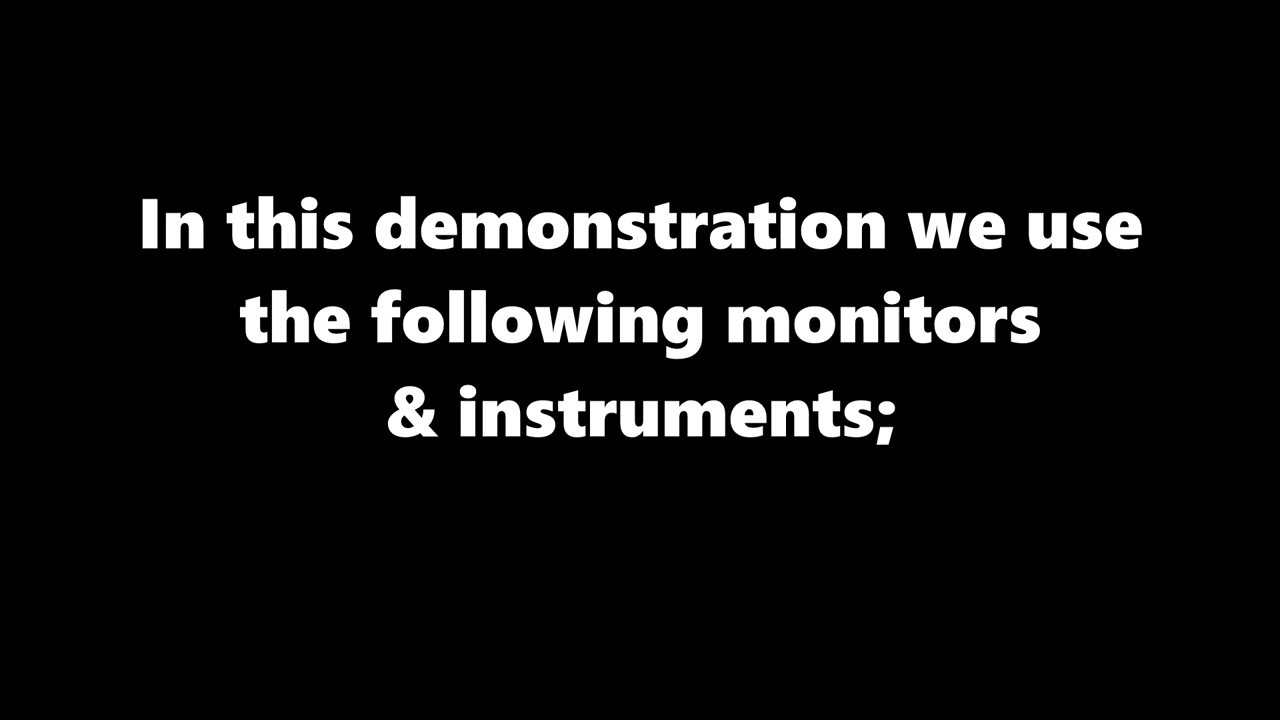 In this demonstration we use
the following monitors
& instruments;